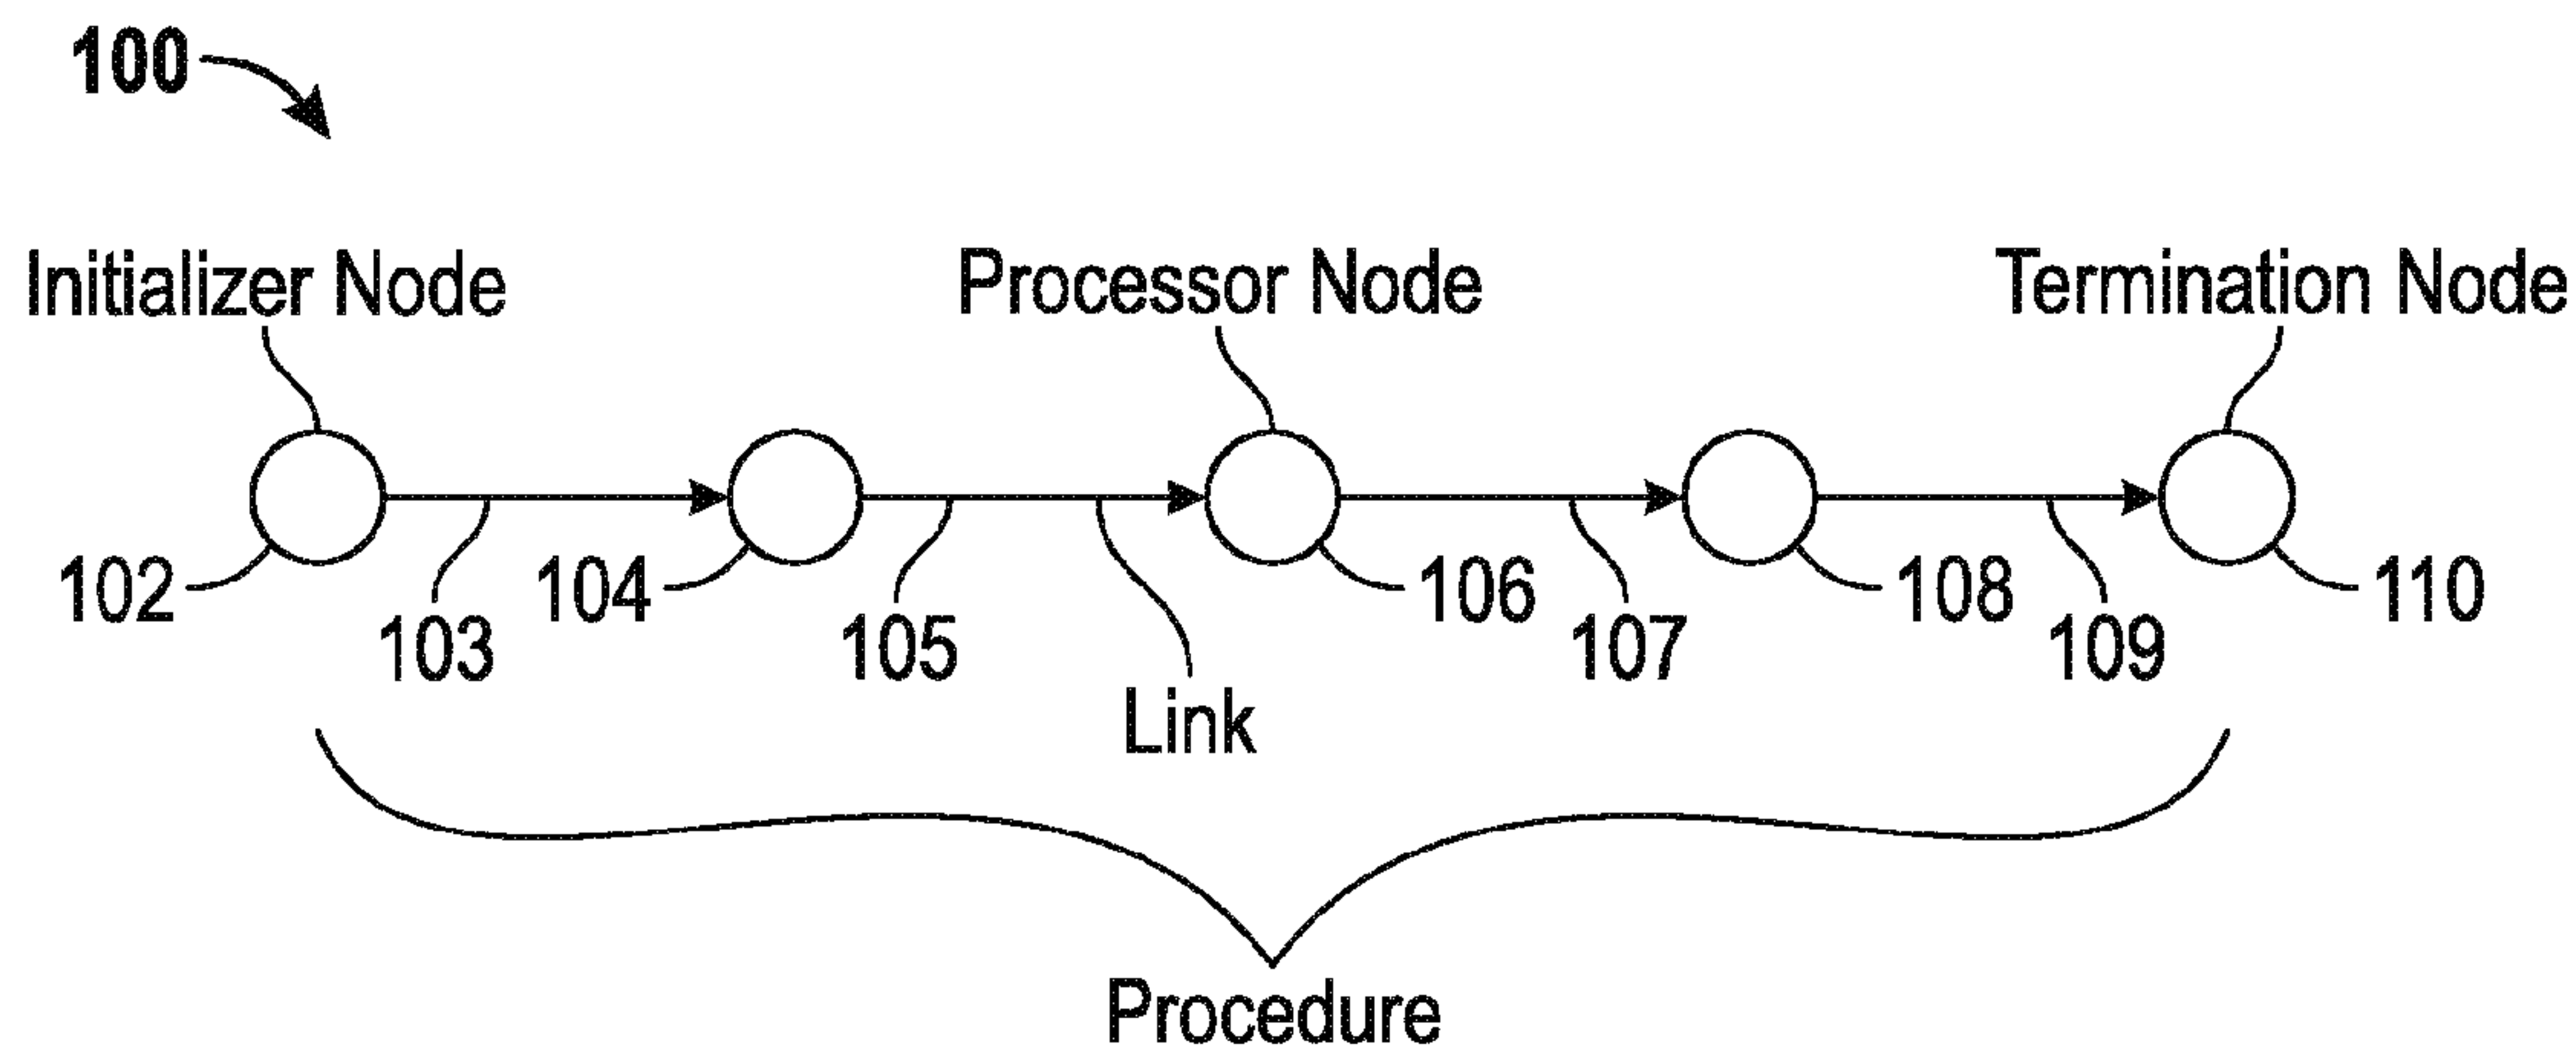 100
Initializer Node
Processor Node
Termination Node
102
103
104
105
Link
106
107
108
109
110
Procedure